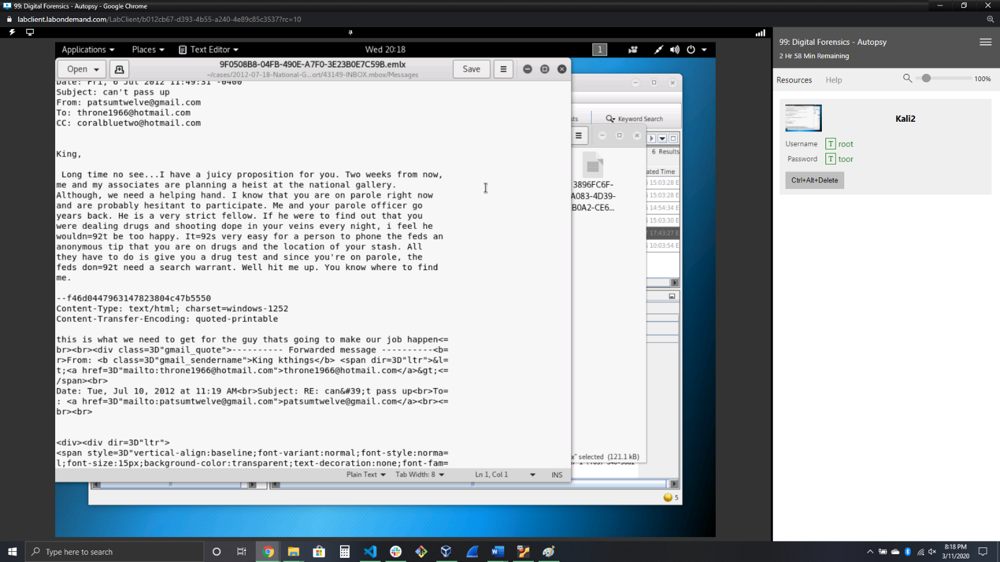 99: Digital Forensics - Autopsy - Google Chrome
labclient.labondemand.com/LabClient/b012cb67-d393-4b55-a240-4e89c85c3537?rc=10
Applications Places Text Editor Wed 20:18 1
Open 9F0508B8-04FB-490E-A7F0-3E23B0E7C59B.emlx Save
~/cases/2012-07-18-National-G...ort/43149-INBOX.mbox/Messages
Date: Fri, 6 Jul 2012 11:49:31 -0400
Subject: can't pass up
From: patsumtwelve@gmail.com
To: throne1966@hotmail.com
CC: coralbluetwo@hotmail.com
King,
Long time no see...I have a juicy proposition for you. Two weeks from now,
me and my associates are planning a heist at the national gallery.
Although, we need a helping hand. I know that you are on parole right now
and are probably hesitant to participate. Me and your parole officer go
years back. He is a very strict fellow. If he were to find out that you
were dealing drugs and shooting dope in your veins every night, i feel he
wouldn=92t be too happy. It=92s very easy for a person to phone the feds an
anonymous tip that you are on drugs and the location of your stash. All
they have to do is give you a drug test and since you're on parole, the
feds don=92t need a search warrant. Well hit me up. You know where to find
me.
--f46d0447963147823804c47b5550
Content-Type: text/html; charset=windows-1252
Content-Transfer-Encoding: quoted-printable
this is what we need to get for the guy thats going to make our job happen<=
br><br><div class=3D"gmail_quote">---------- Forwarded message ----------<b=
r>From: <b class=3D"gmail_sendername">King kthings</b> <span dir=3D"ltr">&l=
t;<a href=3D"mailto:throne1966@hotmail.com">throne1966@hotmail.com</a>&gt;<=
/span><br>
Date: Tue, Jul 10, 2012 at 11:19 AM<br>Subject: RE: can&#39;t pass up<br>To=
: <a href=3D"mailto:patsumtwelve@gmail.com">patsumtwelve@gmail.com</a><br><=
br><br>
<div><div dir=3D"ltr">
<span style=3D"vertical-align:baseline;font-variant:normal;font-style:norma=
l;font-size:15px;background-color:transparent;text-decoration:none;font-fam=
Plain Text Tab Width: 8 Ln 1, Col 1 INS
sts Keyword Search
6 Results
ated Time
15:03:28 E
15:03:28 E
14:54:34 E
15:03:30 E
17:43:27 E
10:03:54 E
3896FC6F-
A083-4D39-
B0A2-CE6...
x" selected (121.1 kB)
5
99: Digital Forensics - Autopsy
2 Hr 58 Min Remaining
Resources Help 100%
Kali2
Username T root
Password T toor
Ctrl+Alt+Delete
Type here to search
8:18 PM
3/11/2020